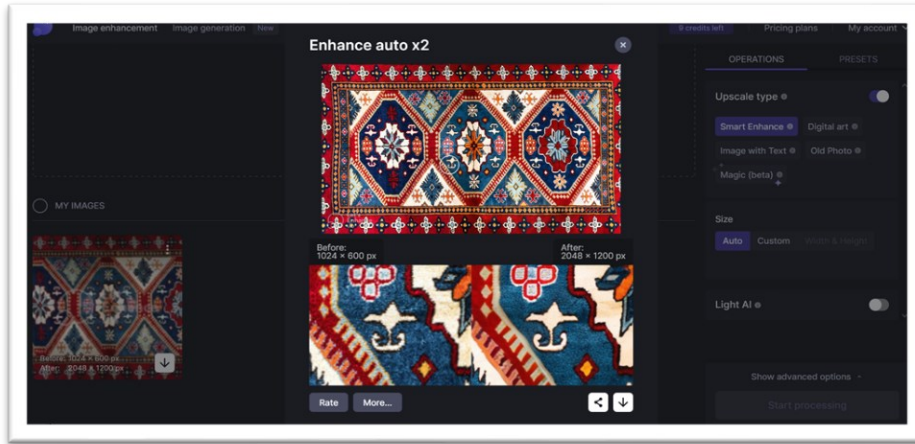 Image enhancement Image generation New 9 credits left Pricing plans My account
Enhance auto x2
OPERATIONS PRESETS
Upscale type
Smart Enhance Digital art
Image with Text Old Photo
Magic (beta)
MY IMAGES
Size
Auto Custom Width & Height
Before:
1024 × 600 px
After:
2048 × 1200 px
Light AI
Before: 1024 × 600 px
After: 2048 × 1200 px
Rate More...
Show advanced options
Start processing